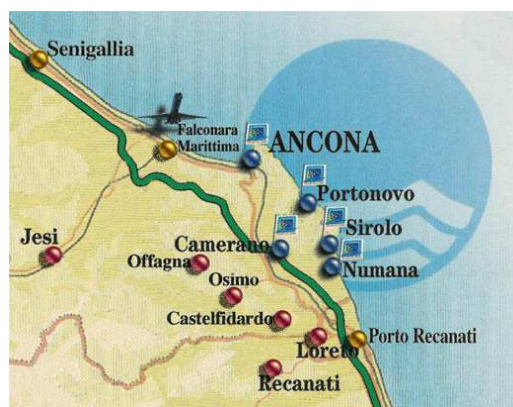 Senigallia
Falconara
Marittima
ANCONA
Portonovo
Sirolo
Jesi
Camerano
Offagna
Numana
Osimo
Castelfidardo
Loreto
Porto Recanati
Recanati